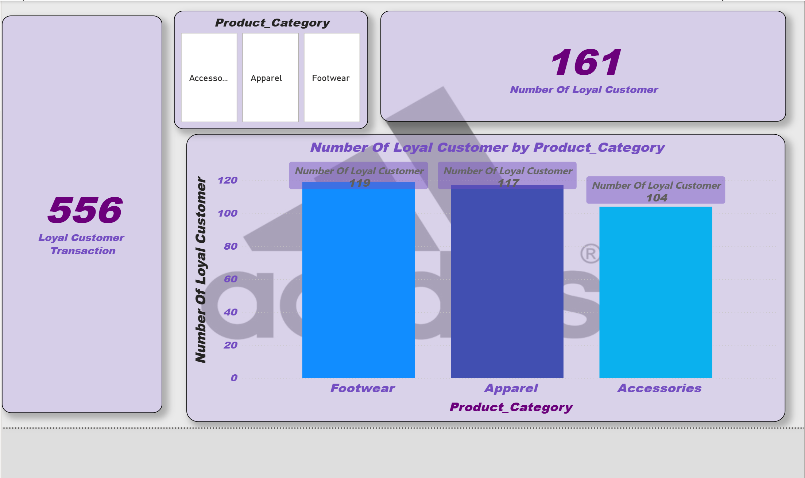 Product_Category
Accesso...
Apparel
Footwear
161
Number Of Loyal Customer
556
Loyal Customer
Transaction
Number Of Loyal Customer by Product_Category
Number Of Loyal Customer
120
100
80
60
40
20
0
Number Of Loyal Customer
119
Number Of Loyal Customer
117
Number Of Loyal Customer
104
adidas
®
Footwear
Apparel
Accessories
Product_Category